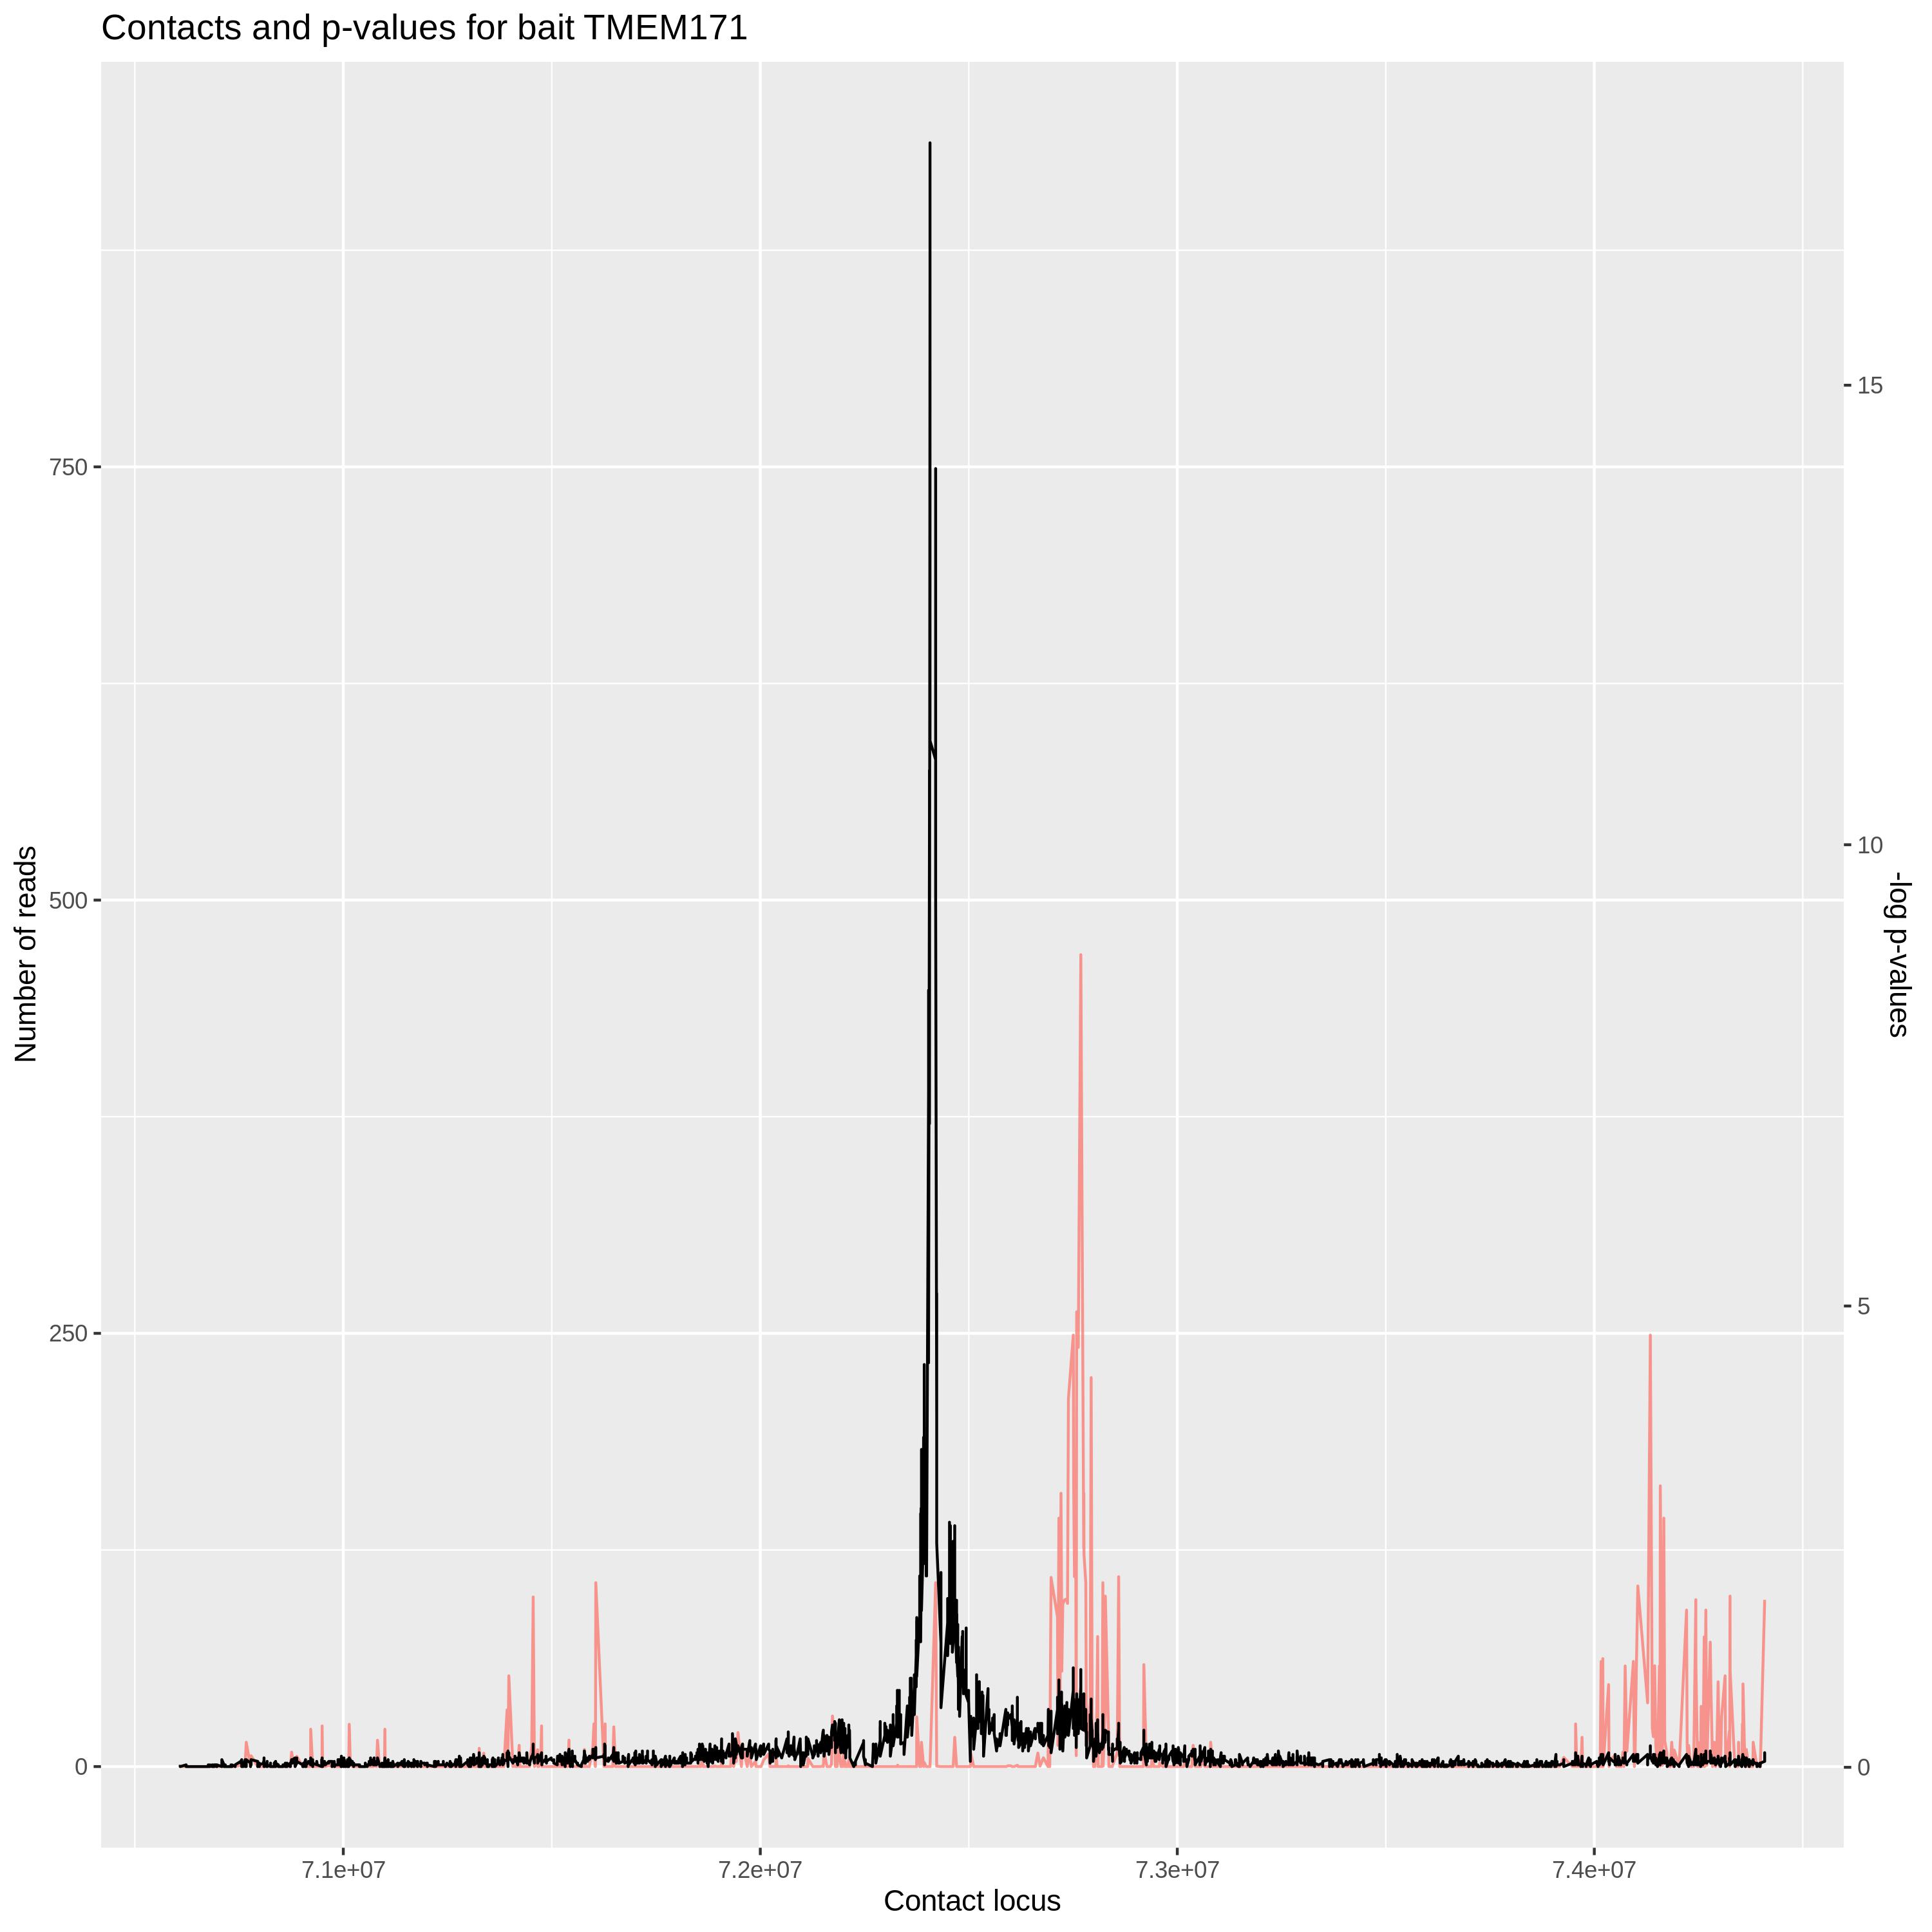 Contacts and p-values for bait TMEM171
Number of reads
750
500
250
0
15
10
5
0
-log p-values
7.1e+07 7.2e+07 7.3e+07 7.4e+07
Contact locus